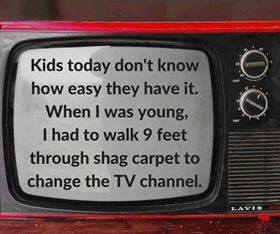 Kids today don't know
how easy they have it.
When I was young,
I had to walk 9 feet
through shag carpet to
change the TV channel.
LAVIS